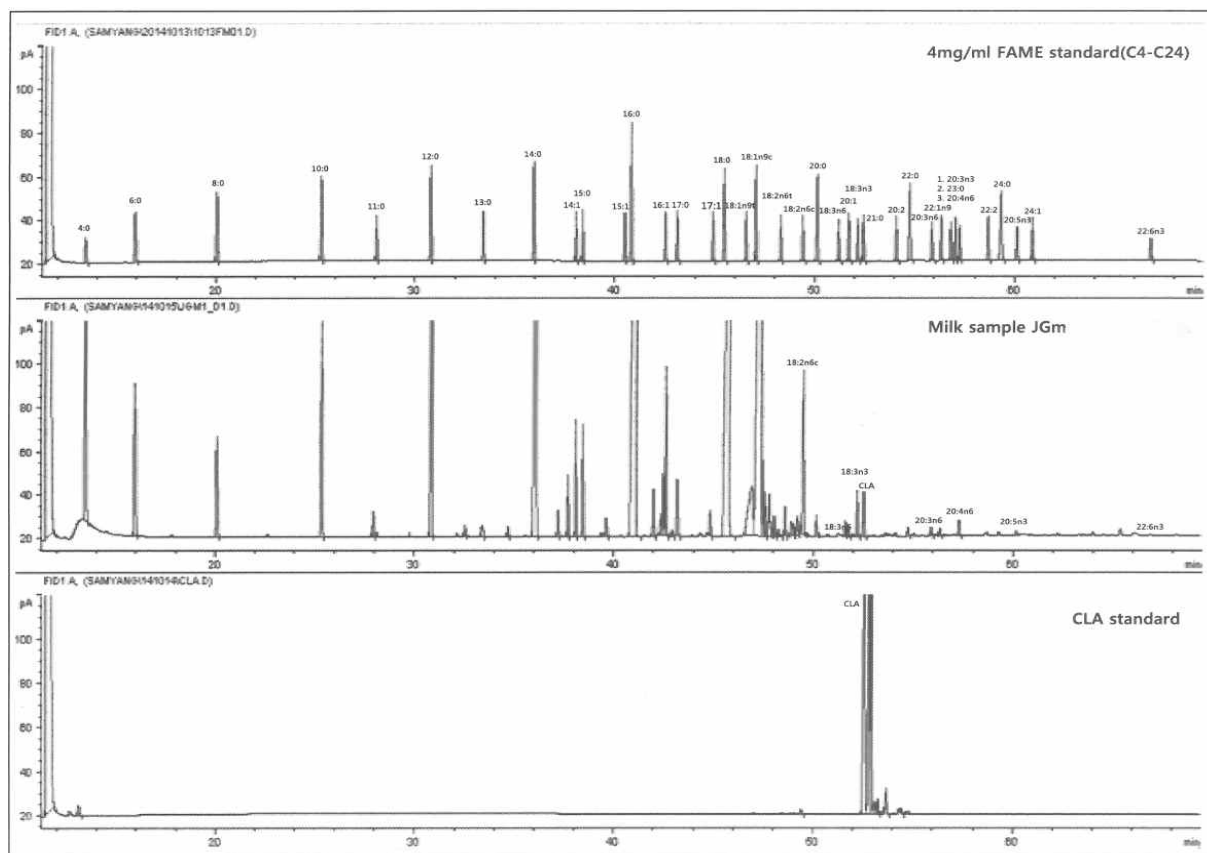 FID1 A, (SAMYANG\20141013\1013FM01.D)
pA
4mg/ml FAME standard(C4-C24)
100
80
60
40
20
4:0
6:0
8:0
10:0
11:0
12:0
13:0
14:0
14:1
15:0
15:1
16:0
16:1
17:0
17:1
18:0
18:1n9t
18:1n9c
18:2n6t
18:2n6c
20:0
18:3n6
20:1
18:3n3
21:0
20:2
22:0
20:3n6
22:1n9
1. 20:3n3
2. 23:0
3. 20:4n6
22:2
24:0
20:5n3
24:1
22:6n3
20 30 40 50 60 min
pA
Milk sample JGm
100
80
60
40
20
18:2n6c
18:3n6
18:3n3
CLA
20:3n6
20:4n6
20:5n3
22:6n3
20 30 40 50 60 min
FID1 A, (SAMYANG\141014\CLA.D)
pA
CLA
CLA standard
100
80
60
40
20
20 30 40 50 60 min